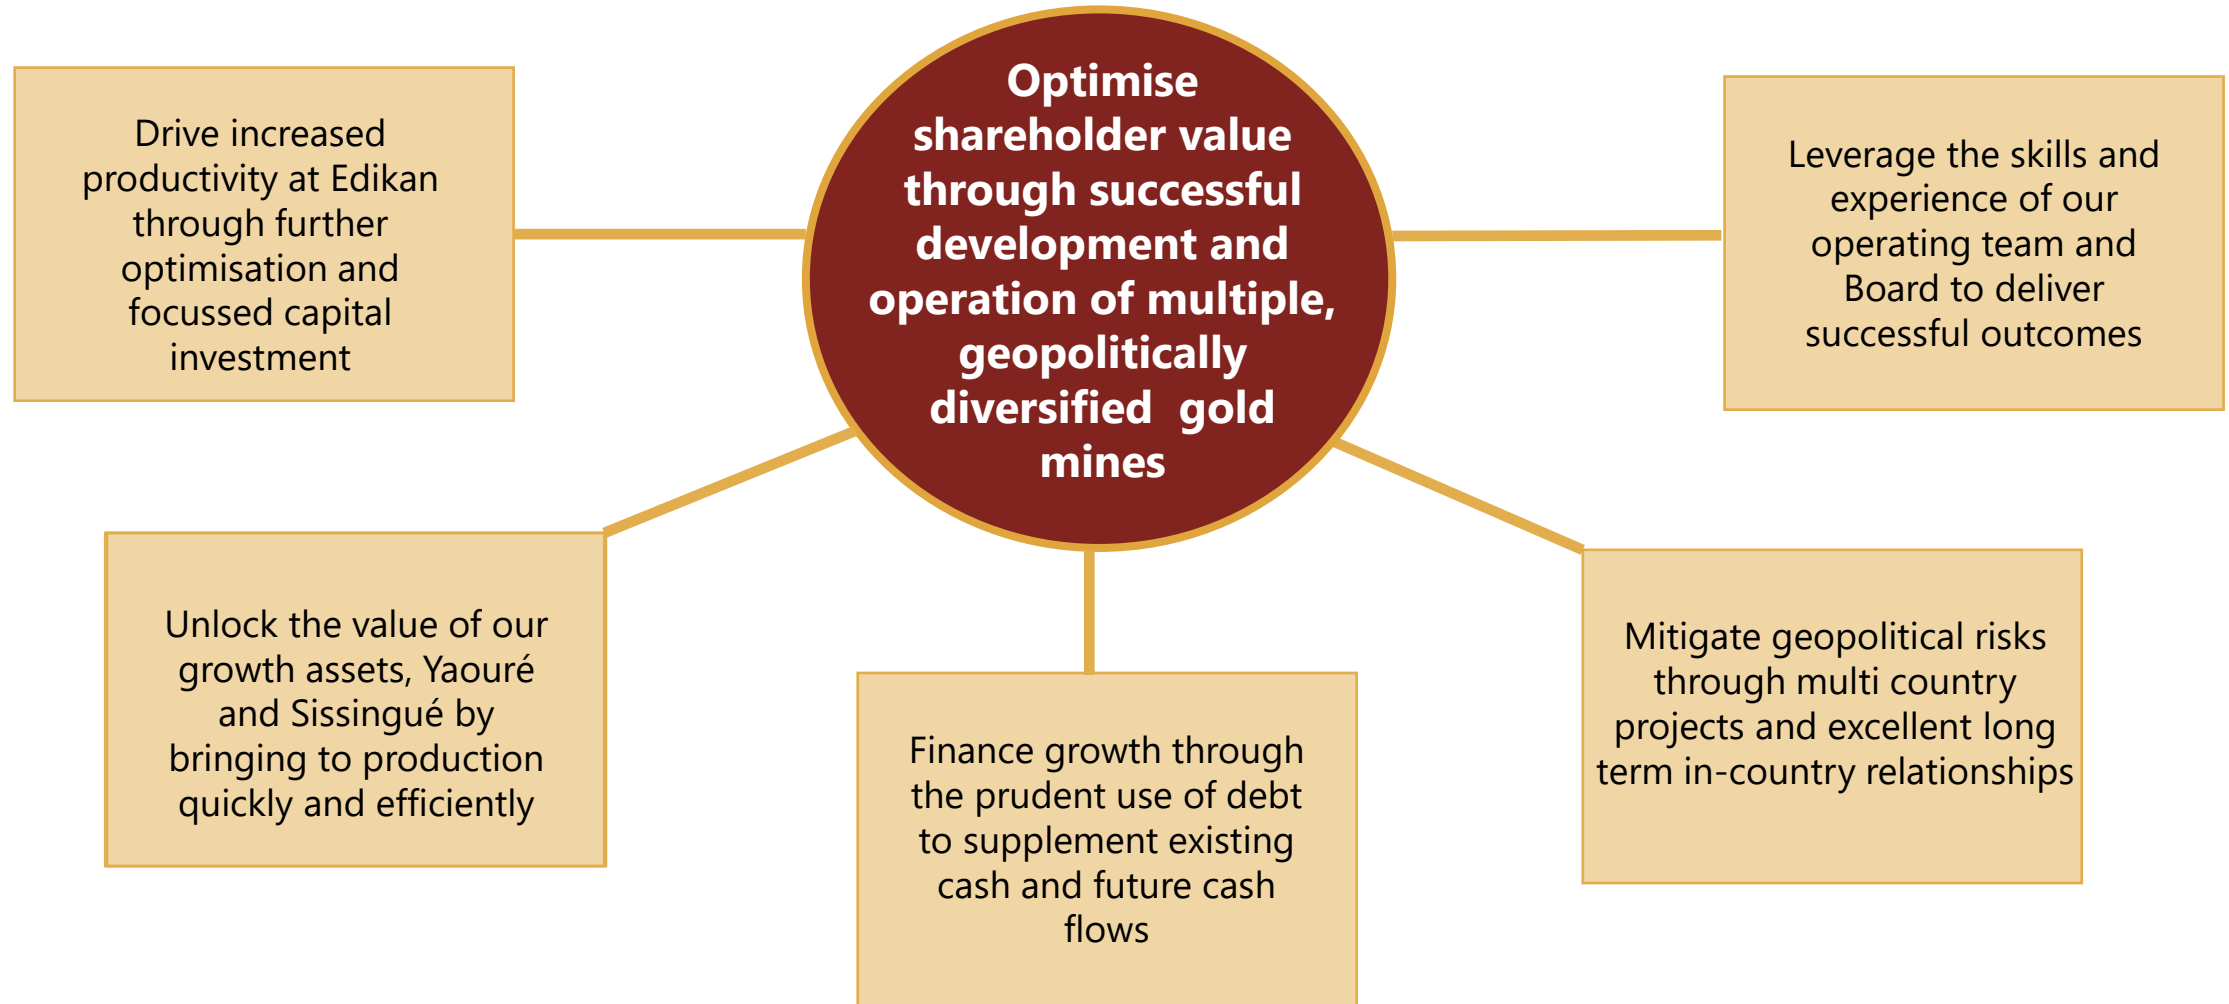 Optimise
shareholder value
through successful
development and
operation of multiple,
geopolitically
diversified  gold
mines
Drive increased
productivity at Edikan
through further
optimisation and
focussed capital
investment
Leverage the skills and
experience of our
operating team and
Board to deliver
successful outcomes
Unlock the value of our
growth assets, Yaouré
and Sissingué by
bringing to production
quickly and efficiently
Finance growth through
the prudent use of debt
to supplement existing
cash and future cash
flows
Mitigate geopolitical risks
through multi country
projects and excellent long
term in-country relationships